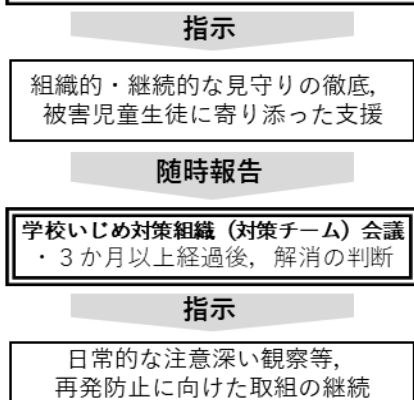 指示
組織的・継続的な見守りの徹底，
被害児童生徒に寄り添った支援
随時報告
学校いじめ対策組織（対策チーム）会議
・３か月以上経過後，解消の判断
指示
日常的な注意深い観察等，
再発防止に向けた取組の継続